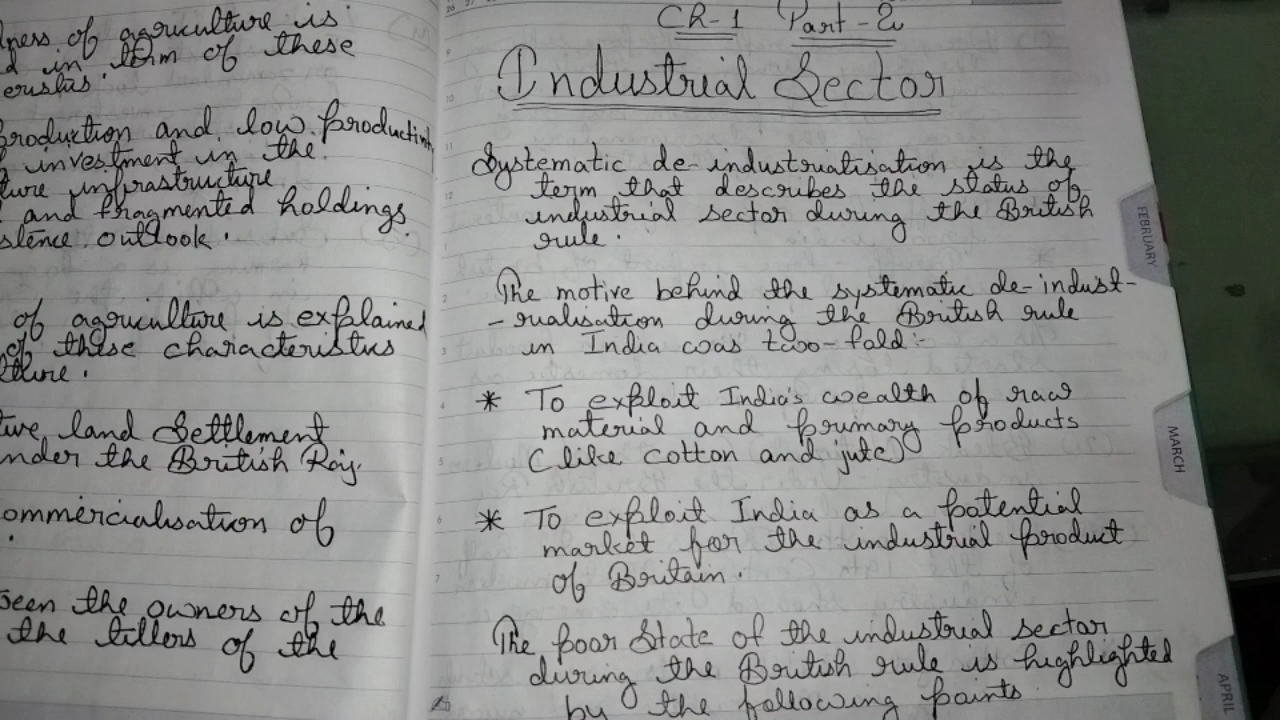 of agriculture is
in term of these
production and low productivity
investment in the
infrastructure
and fragmented holdings.
outlook.
of agriculture is explained
of these characteristics
land Settlement
the British Raj.
ommercialisation of
the owners of the
the tillers of the
CR-1 Part-2
Industrial Sector
Systematic de-industrialisation is the
term that describes the status of
industrial sector during the British
rule.
The motive behind the systematic de-indust-
-rialisation during the British rule
in India was two-fold:-
* To exploit India's wealth of raw
material and primary products
(like cotton and jute)
* To exploit India as a potential
market for the industrial product
of Britain.
The poor State of the industrial sector
during the British rule is highlighted
by the following points
FEBRUARY
MARCH
APRIL